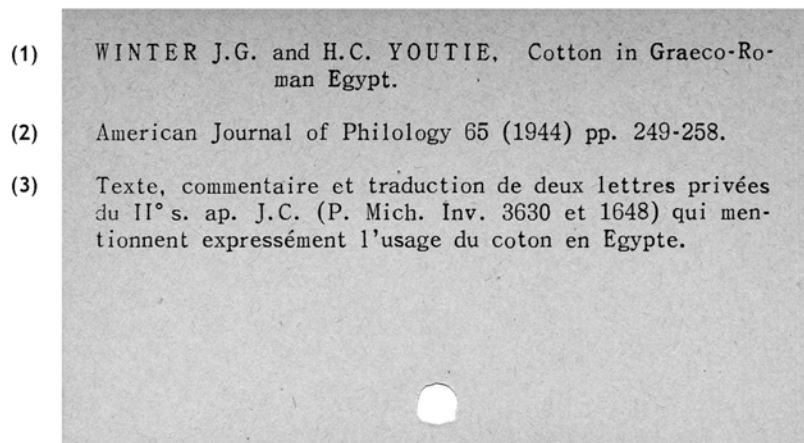 (1) WINTER J.G. and H.C. YOUTIE, Cotton in Graeco-Ro-
man Egypt.
(2) American Journal of Philology 65 (1944) pp. 249-258.
(3) Texte, commentaire et traduction de deux lettres privées
du II° s. ap. J.C. (P. Mich. Inv. 3630 et 1648) qui men-
tionnent expressément l'usage du coton en Egypte.